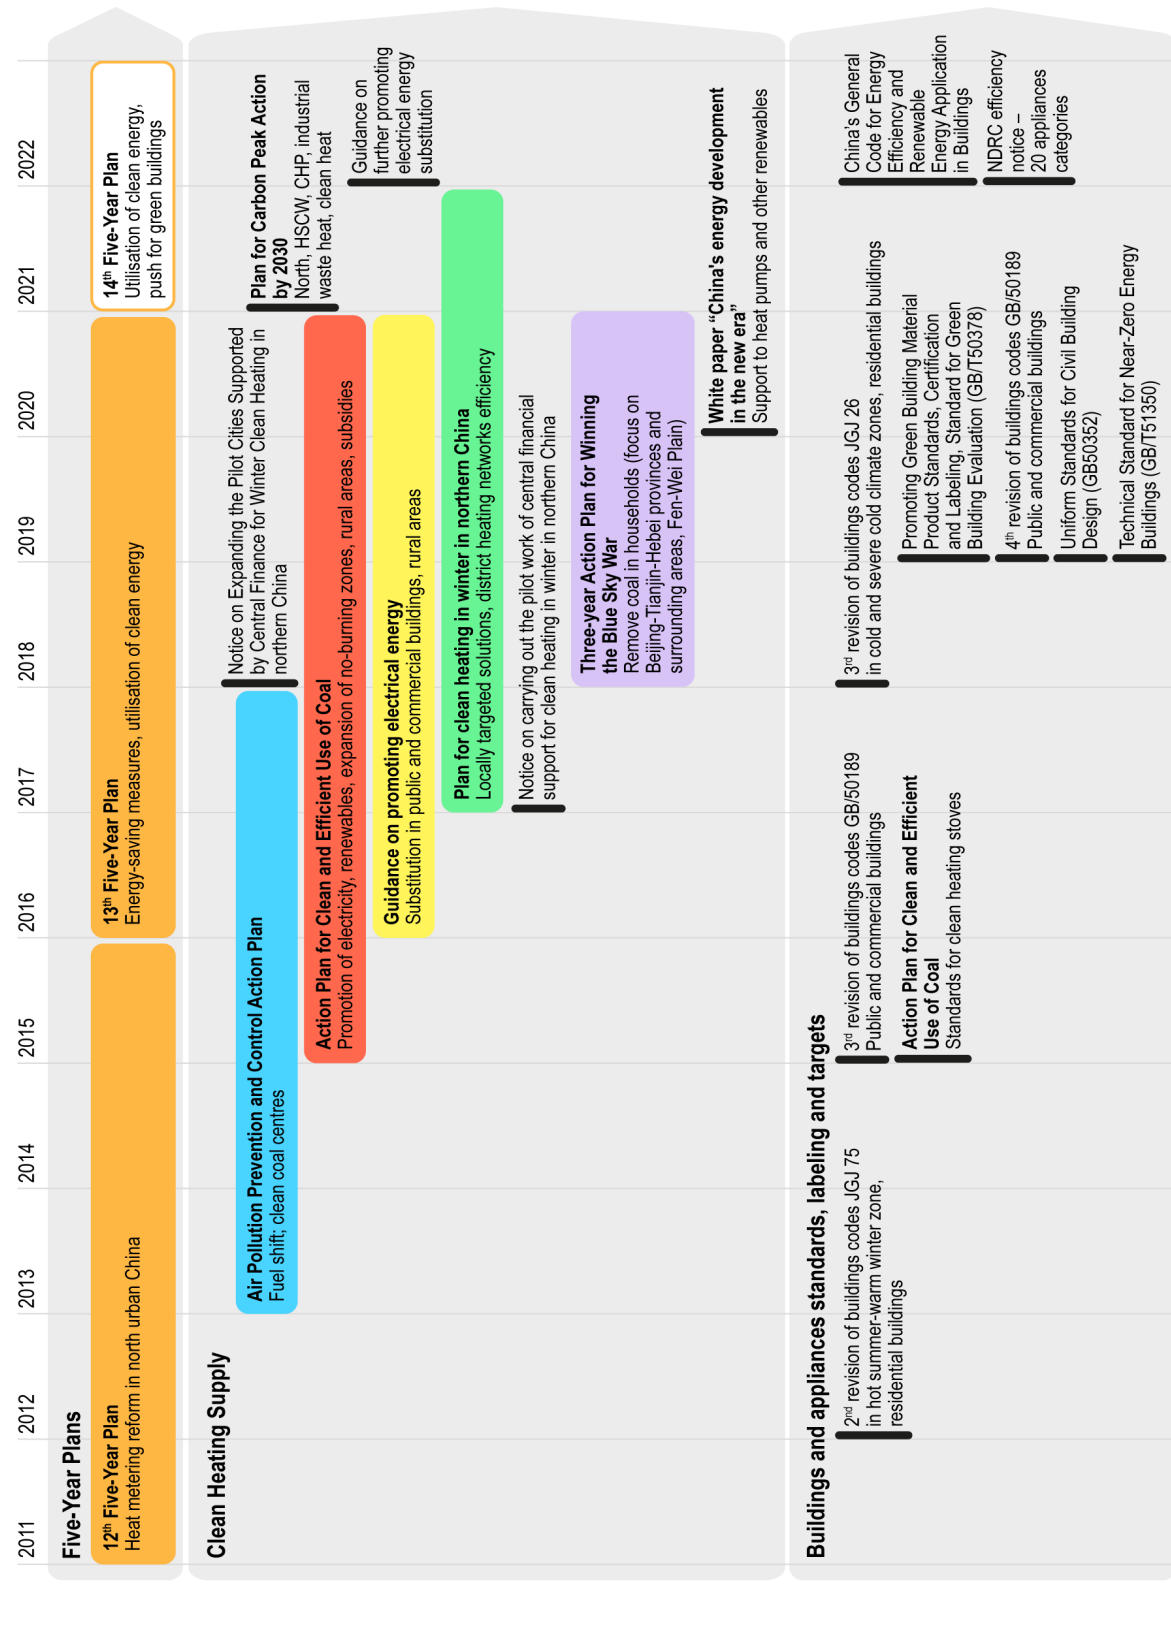 2011
2012
2013
2014
2015
2016
2017
2018
2019
2020
2021
2022
Five-Year Plans
12th Five-Year Plan
Heat metering reform in north urban China
13th Five-Year Plan
Energy-saving measures, utilisation of clean energy
14th Five-Year Plan
Utilisation of clean energy,
push for green buildings
Clean Heating Supply
Notice on Expanding the Pilot Cities Supported
by Central Finance for Winter Clean Heating in
northern China
Plan for Carbon Peak Action
by 2030
North, HSCW, CHP, industrial
waste heat, clean heat
Air Pollution Prevention and Control Action Plan
Fuel shift; clean coal centres
Action Plan for Clean and Efficient Use of Coal
Promotion of electricity, renewables, expansion of no-burning zones, rural areas, subsidies
Guidance on
further promoting
electrical energy
substitution
Guidance on promoting electrical energy
Substitution in public and commercial buildings, rural areas
Plan for clean heating in winter in northern China
Locally targeted solutions, district heating networks efficiency
Notice on carrying out the pilot work of central financial
support for clean heating in winter in northern China
Three-year Action Plan for Winning
the Blue Sky War
Remove coal in households (focus on
Beijing-Tianjin-Hebei provinces and
surrounding areas, Fen-Wei Plain)
White paper “China's energy development
in the new era”
Support to heat pumps and other renewables
Buildings and appliances standards, labeling and targets
2nd revision of buildings codes JGJ 75
in hot summer-warm winter zone,
residential buildings
3rd revision of buildings codes GB/50189
Public and commercial buildings
Action Plan for Clean and Efficient
Use of Coal
Standards for clean heating stoves
3rd revision of buildings codes JGJ 26
in cold and severe cold climate zones, residential buildings
Promoting Green Building Material
Product Standards, Certification
and Labeling, Standard for Green
Building Evaluation (GB/T50378)
4th revision of buildings codes GB/50189
Public and commercial buildings
Uniform Standards for Civil Building
Design (GB50352)
Technical Standard for Near-Zero Energy
Buildings (GB/T51350)
China's General
Code for Energy
Efficiency and
Renewable
Energy Application
in Buildings
NDRC efficiency
notice –
20 appliances
categories